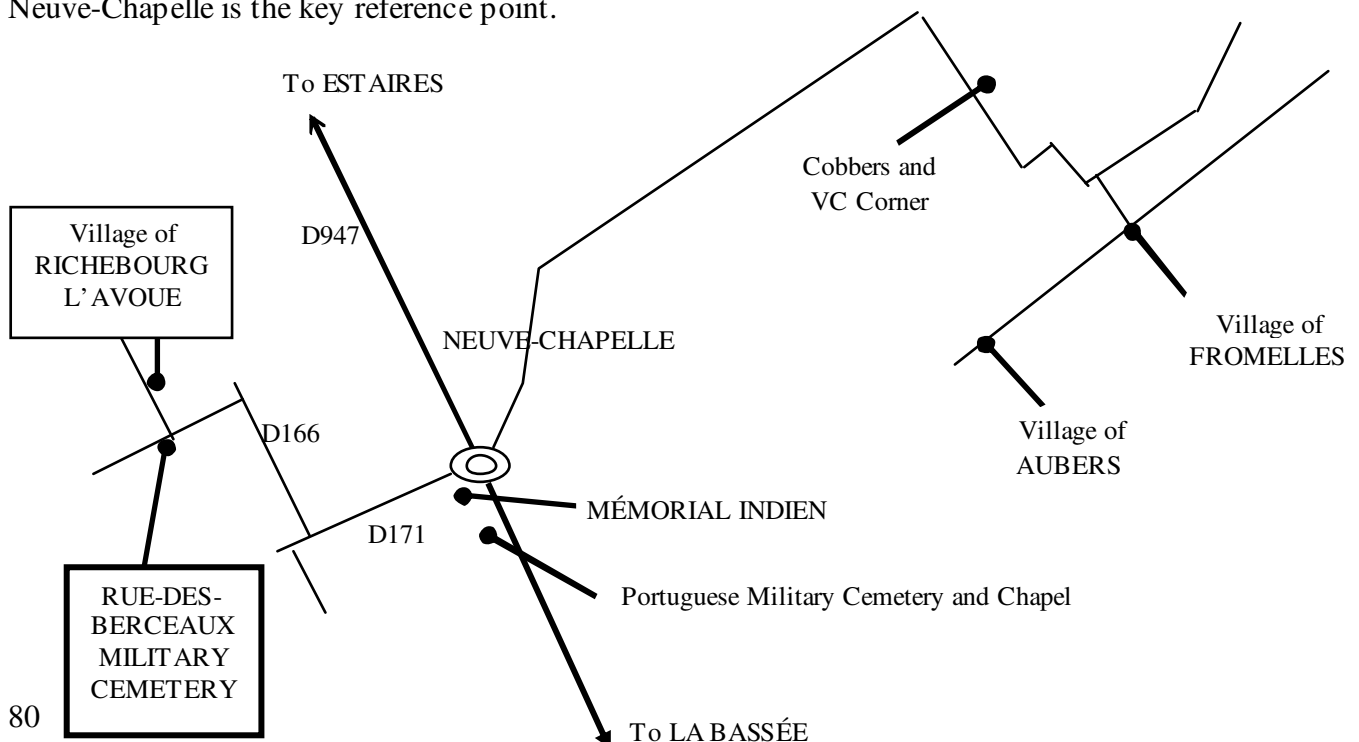 Neuve-Chapelle is the key reference point.
To ESTAIRES
Cobbers and
VC Corner
D947
Village of
RICHEBOURG
L'AVOUE
NEUVE-CHAPELLE
Village of
FROMELLES
D166
Village of
AUBERS
MÉMORIAL INDIEN
D171
Portuguese Military Cemetery and Chapel
RUE-DES-
BERCEAUX
MILITARY
CEMETERY
80
To LA BASSÉE